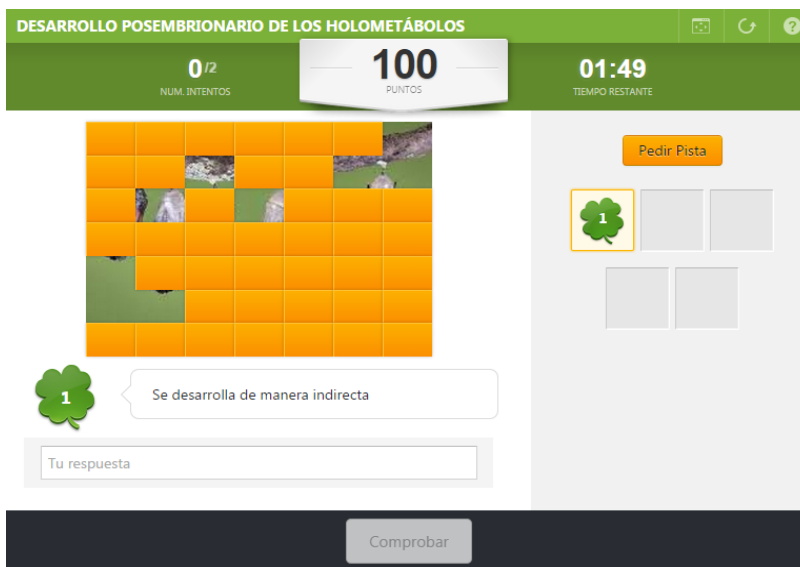 DESARROLLO POSEMBRIONARIO DE LOS HOLOMETÁBOLOS
?
0/2
NUM. INTENTOS
100
PUNTOS
01:49
TIEMPO RESTANTE
Pedir Pista
1
1
Se desarrolla de manera indirecta
Tu respuesta
Comprobar